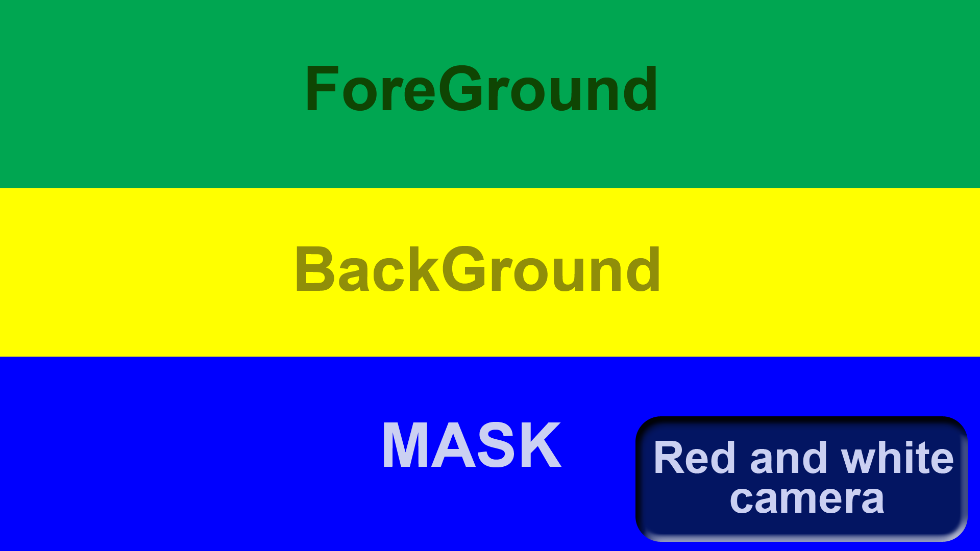 ForeGround
BackGround
MASK
Red and white
camera